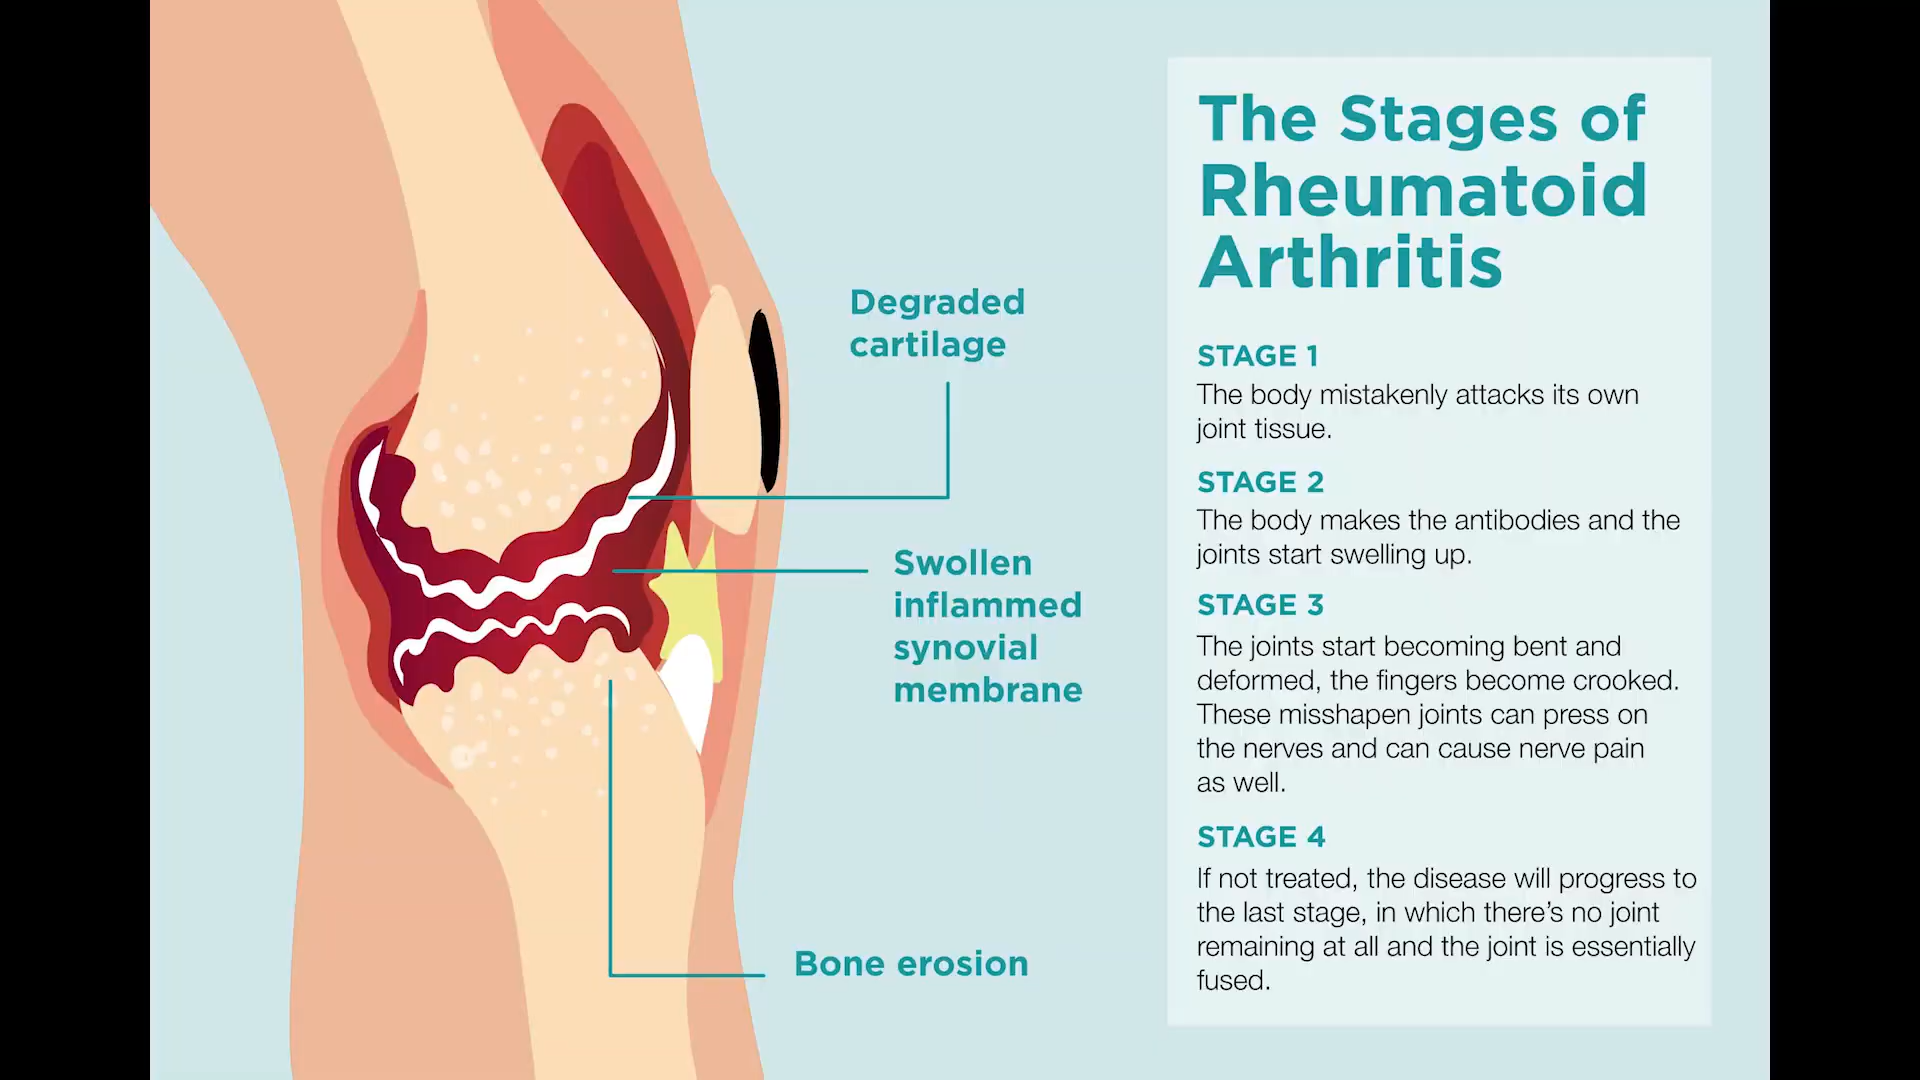 Degraded
cartilage
Swollen
inflammed
synovial
membrane
Bone erosion
The Stages of
Rheumatoid
Arthritis
STAGE 1
The body mistakenly attacks its own
joint tissue.
STAGE 2
The body makes the antibodies and the
joints start swelling up.
STAGE 3
The joints start becoming bent and
deformed, the fingers become crooked.
These misshapen joints can press on
the nerves and can cause nerve pain
as well.
STAGE 4
If not treated, the disease will progress to
the last stage, in which there’s no joint
remaining at all and the joint is essentially
fused.